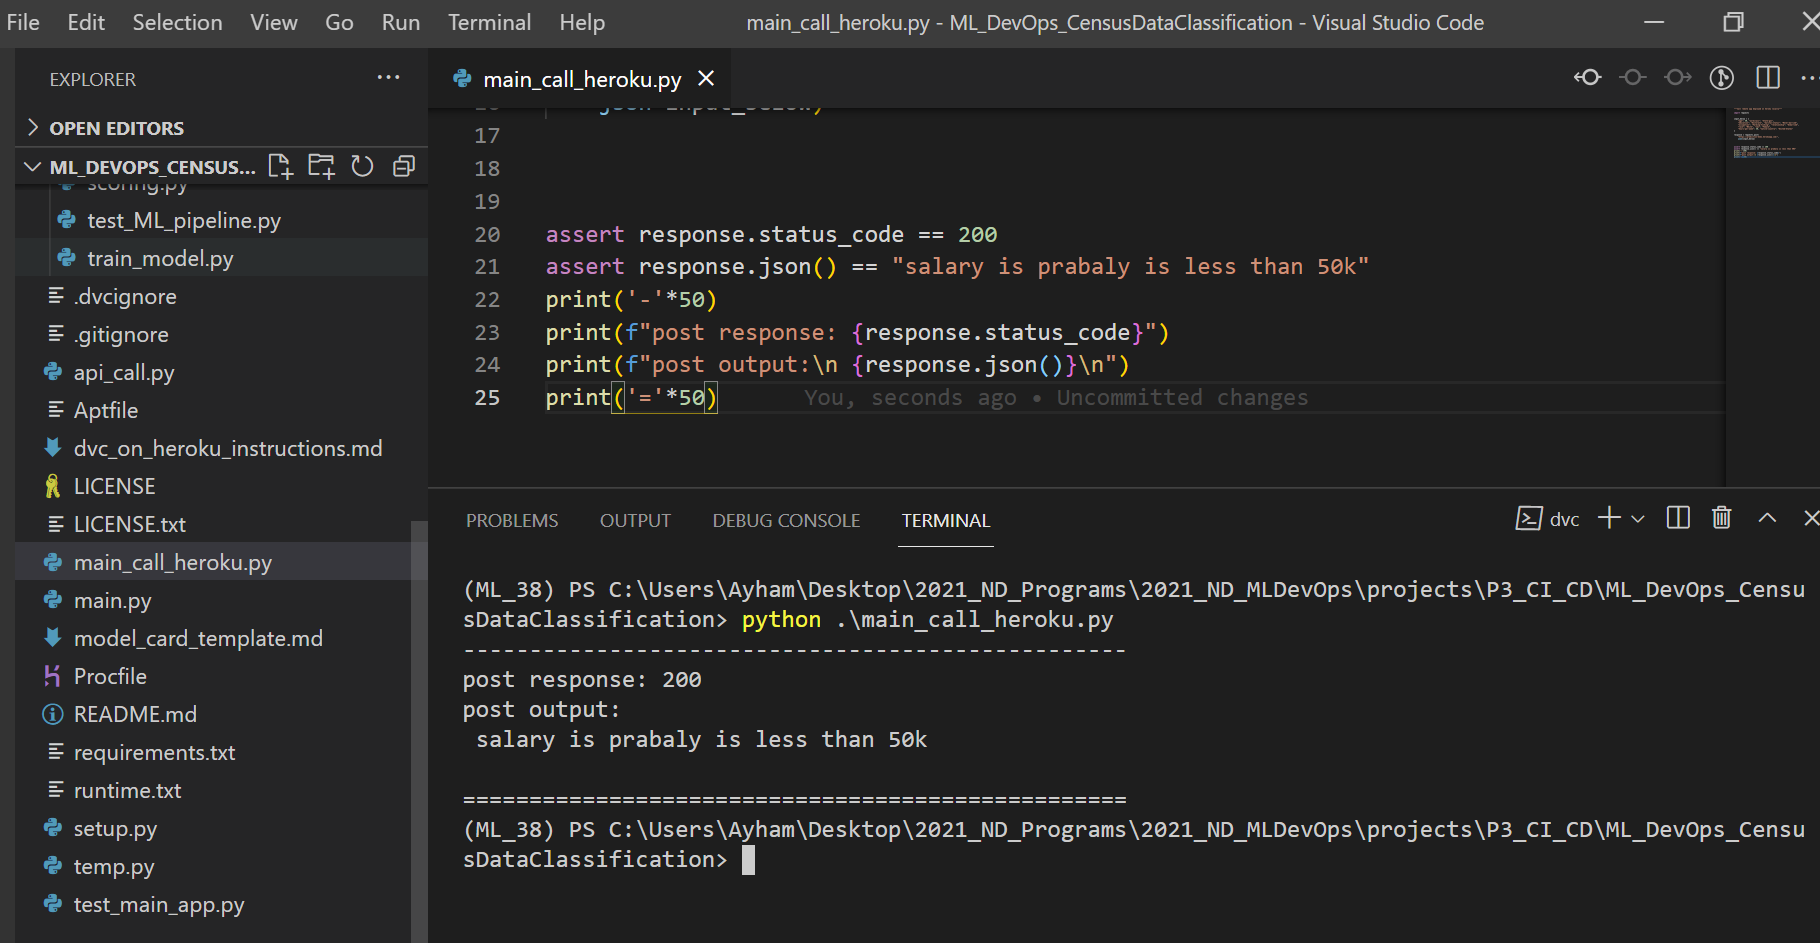 File Edit Selection View Go Run Terminal Help main_call_heroku.py - ML_DevOps_CensusDataClassification - Visual Studio Code
EXPLORER
OPEN EDITORS
ML_DEVOPS_CENSUS...
scoring.py
test_ML_pipeline.py
train_model.py
.dvcignore
.gitignore
api_call.py
Aptfile
dvc_on_heroku_instructions.md
LICENSE
LICENSE.txt
main_call_heroku.py
main.py
model_card_template.md
Procfile
README.md
requirements.txt
runtime.txt
setup.py
temp.py
test_main_app.py
main_call_heroku.py
17
18
19
20 assert response.status_code == 200
21 assert response.json() == "salary is prabaly is less than 50k"
22 print('-'*50)
23 print(f"post response: {response.status_code}")
24 print(f"post output:\n {response.json()}\n")
25 print('='*50) You, seconds ago • Uncommitted changes
PROBLEMS OUTPUT DEBUG CONSOLE TERMINAL dvc
(ML_38) PS C:\Users\Ayham\Desktop\2021_ND_Programs\2021_ND_MLDevOps\projects\P3_CI_CD\ML_DevOps_Censu
sDataClassification> python .\main_call_heroku.py
--------------------------------------------------
post response: 200
post output:
salary is prabaly is less than 50k
==================================================
(ML_38) PS C:\Users\Ayham\Desktop\2021_ND_Programs\2021_ND_MLDevOps\projects\P3_CI_CD\ML_DevOps_Censu
sDataClassification>